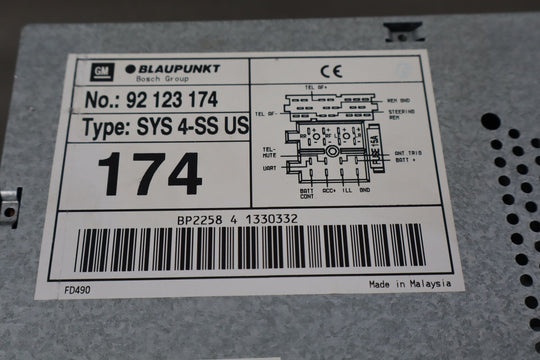 GM BLAUPUNKT
Bosch Group
CE
No.: 92 123 174
Type: SYS 4-SS US
174
TEL AF+
REM GND
TEL AF-
STEERING
REM
TEL-
MUTE
UART
FUSE 15A
ANT TRIG
BATT +
BATT
CONT
ACC+
ILL
GND
BP2258 4 1330332
FD490
Made in Malaysia